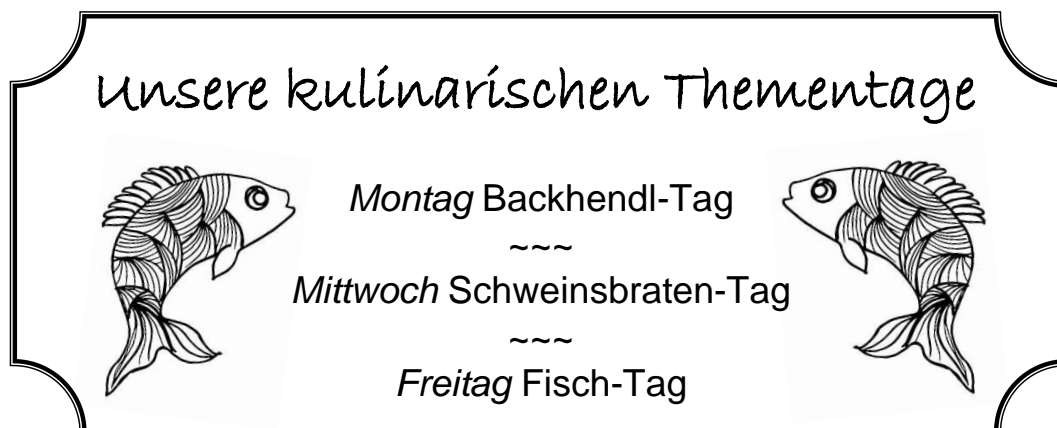 Unsere kulinarischen Thementage
Montag Backhendl-Tag
~~~
Mittwoch Schweinsbraten-Tag
~~~
Freitag Fisch-Tag